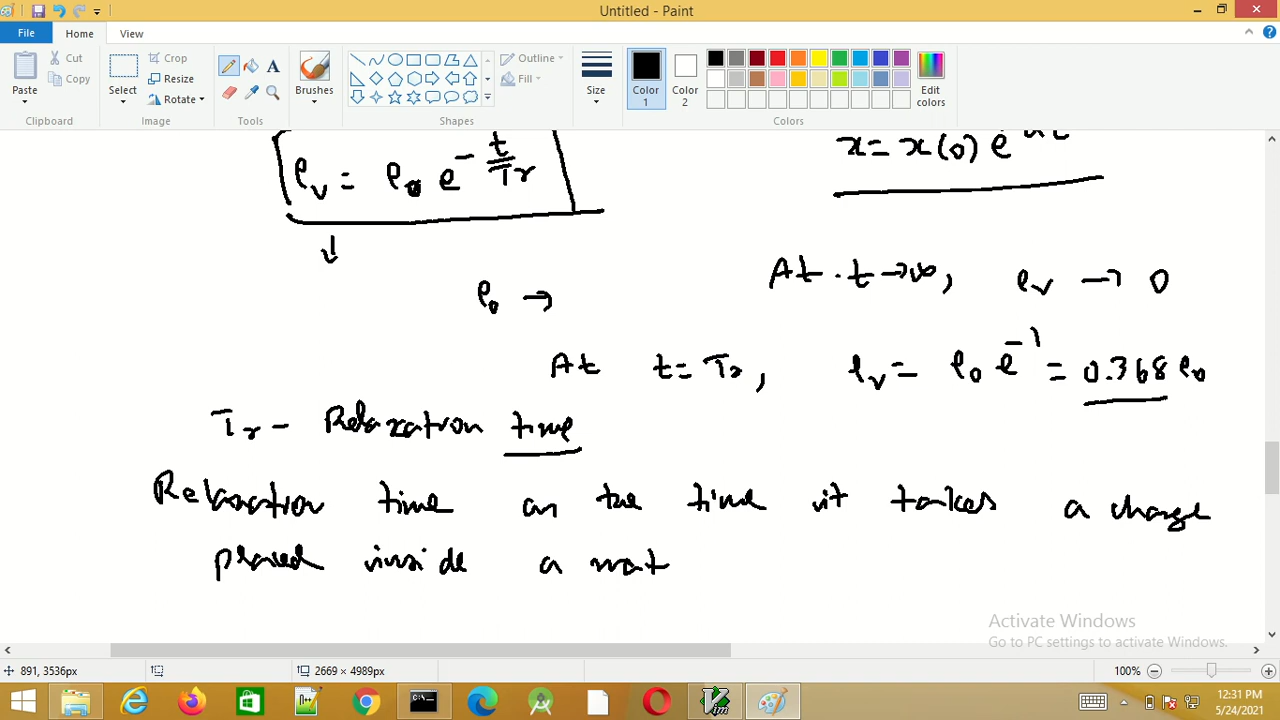 Untitled - Paint
File Home View
Paste Cut Copy Select Crop Resize Rotate Brushes Outline Fill Size Color 1 Color 2 Edit colors
Clipboard Image Tools Shapes Colors
ρv = ρ0 e^(-t/Tr)
x = x(0) e
ρ0 →
At t→∞, ρv → 0
At t = Tr, ρv = ρ0 e^-1 = 0.368 ρ0
Tr - Relaxation time
Relaxation time is the time it takes a charge
placed inside a mat
Activate Windows
Go to PC settings to activate Windows.
891, 3536px 2669 × 4989px 100%
12:31 PM
5/24/2021